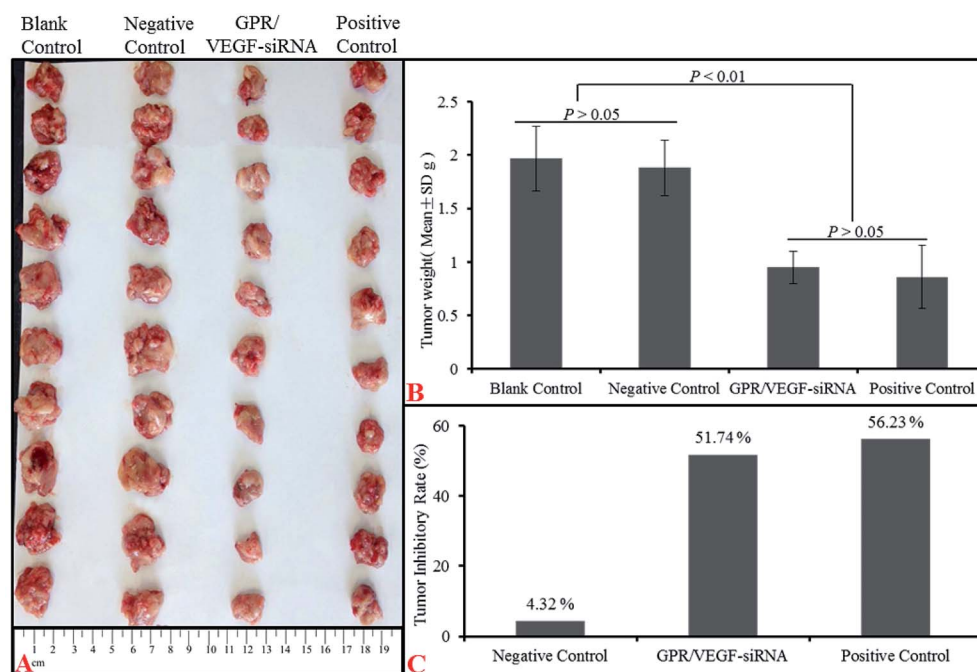 Blank Control
Negative Control
GPR/ VEGF-siRNA
Positive Control
1 2 3 4 5 6 7 8 9 10 11 12 13 14 15 16 17 18 19
cm
A
P < 0.01
P > 0.05
P > 0.05
Tumor weight( Mean±SD g )
2.5
2
1.5
1
0.5
0
Blank Control Negative Control GPR/VEGF-siRNA Positive Control
B
Tumor Inhibitory Rate (%)
60
40
20
0
4.32 %
51.74 %
56.23 %
Negative Control GPR/VEGF-siRNA Positive Control
C